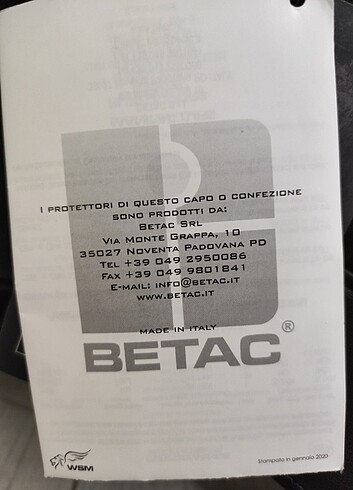 I PROTETTORI DI QUESTO CAPO O CONFEZIONE
SONO PRODOTTI DA:
BETAC SRL
VIA MONTE GRAPPA, 10
35027 NOVENTA PADOVANA PD
TEL +39 049 2950086
FAX +39 049 9801841
E-MAIL: INFO@BETAC.IT
WWW.BETAC.IT
MADE IN ITALY
BETAC®
WSM
Stampato in gennaio 2020